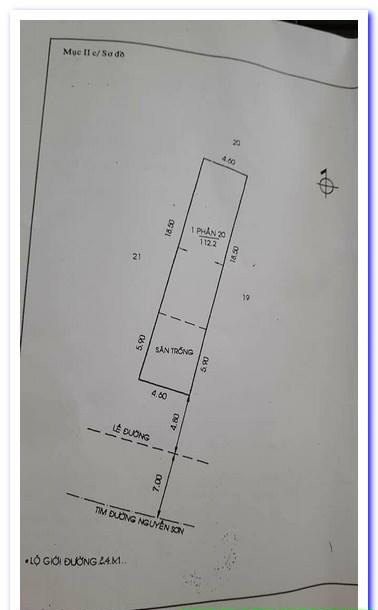 Mục II c/ Sơ đồ
20
4.60
18.50
1 PHẦN 20
112.2
18.50
21
19
5.90
SÂN TRỐNG
5.90
4.60
4.80
LỀ ĐƯỜNG
7.00
TIM ĐƯỜNG NGUYỄN SƠN
• LỘ GIỚI ĐƯỜNG 24M.